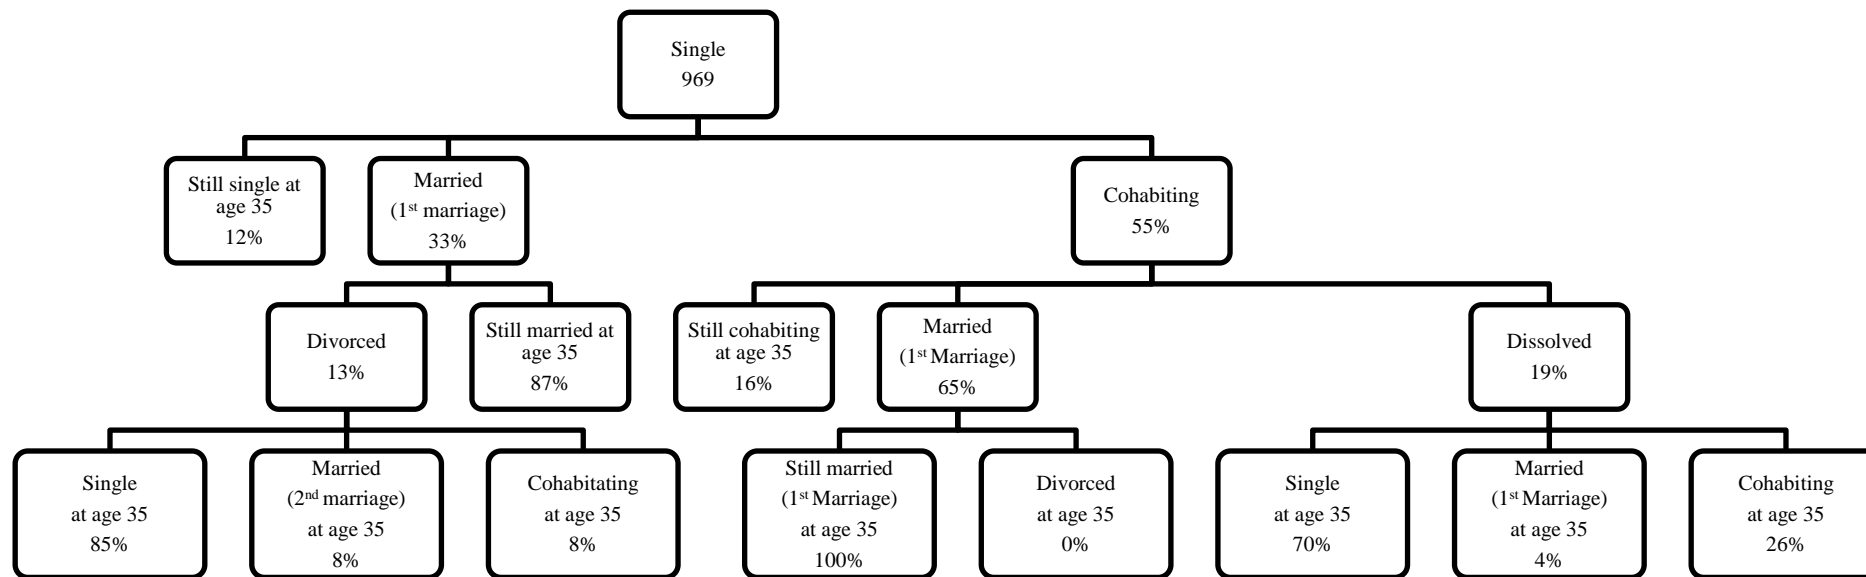 Single
969
Still single at
age 35
12%
Married
(1st marriage)
33%
Cohabiting
55%
Divorced
13%
Still married at
age 35
87%
Still cohabiting
at age 35
16%
Married
(1st Marriage)
65%
Dissolved
19%
Single
at age 35
85%
Married
(2nd marriage)
at age 35
8%
Cohabitating
at age 35
8%
Still married
(1st Marriage)
at age 35
100%
Divorced
at age 35
0%
Single
at age 35
70%
Married
(1st Marriage)
at age 35
4%
Cohabiting
at age 35
26%